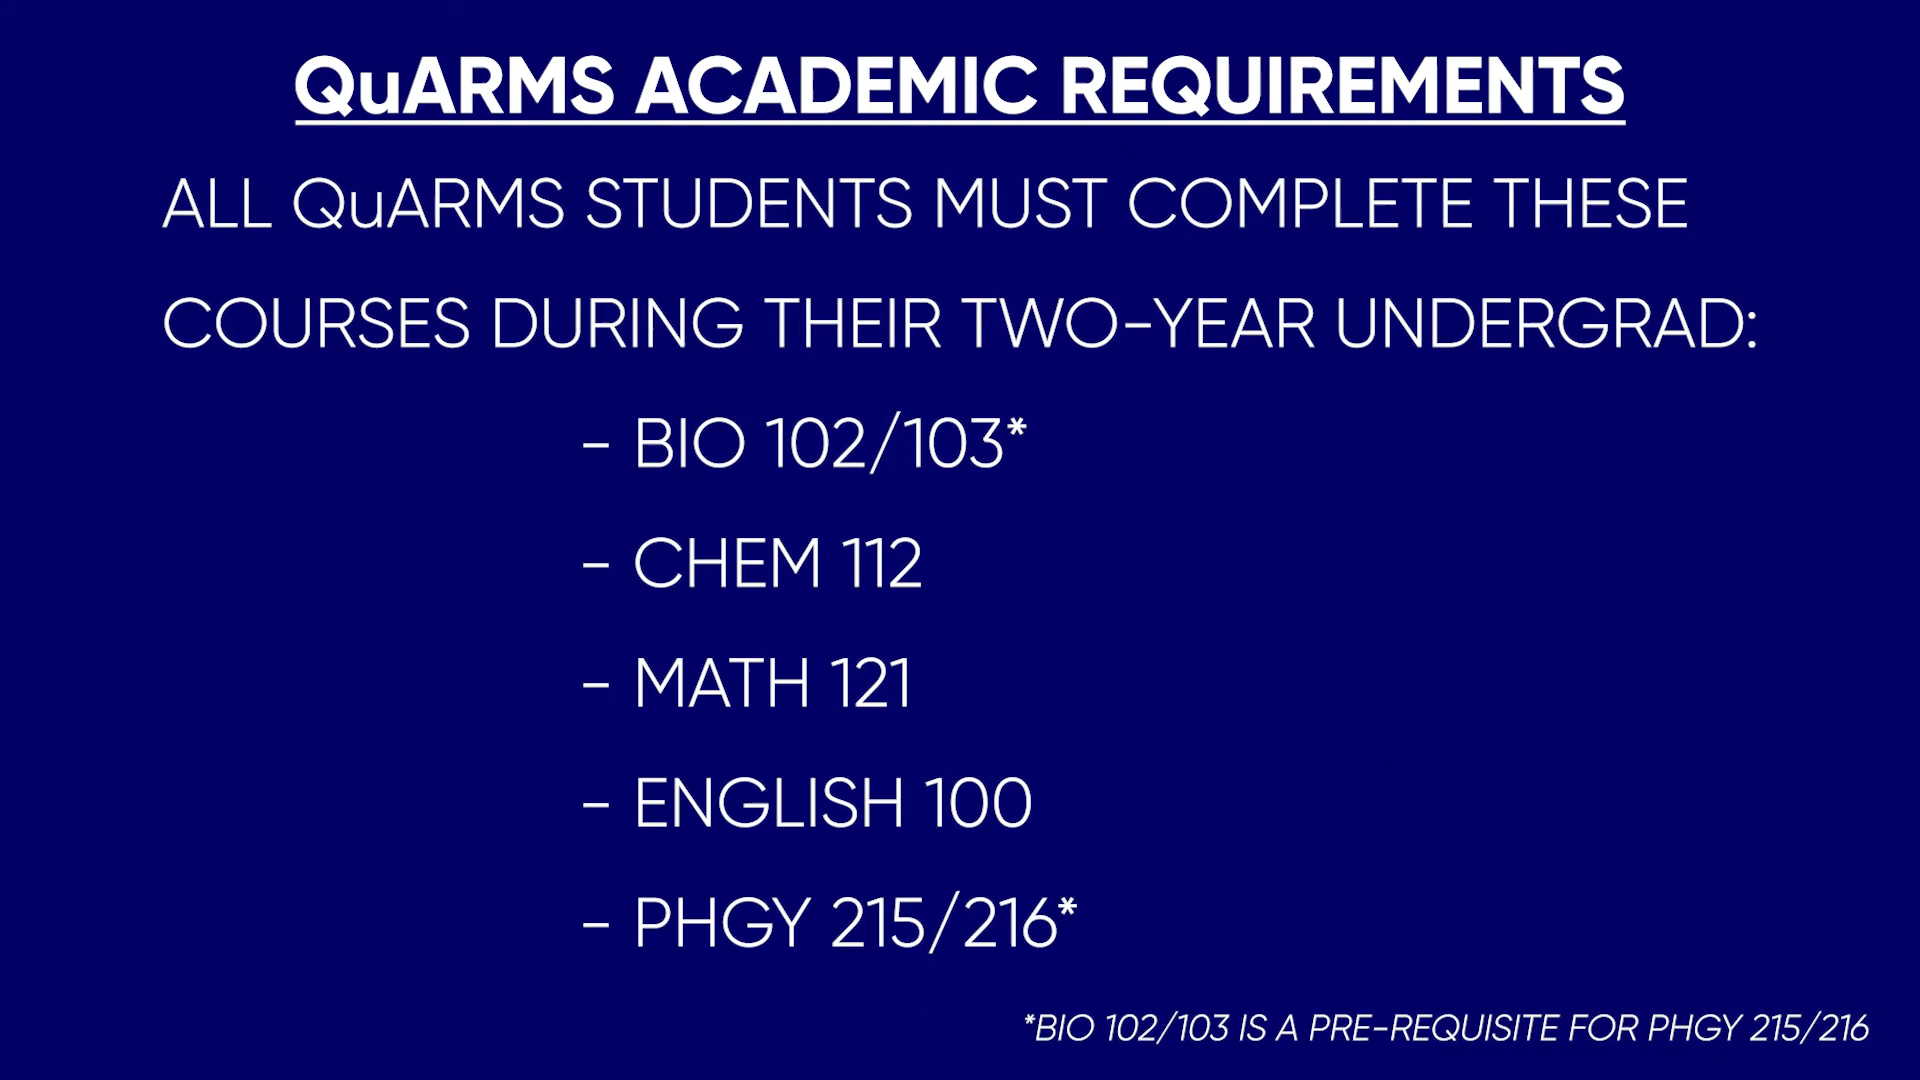 QuARMS ACADEMIC REQUIREMENTS
ALL QuARMS STUDENTS MUST COMPLETE THESE
COURSES DURING THEIR TWO-YEAR UNDERGRAD:
- BIO 102/103*
- CHEM 112
- MATH 121
- ENGLISH 100
- PHGY 215/216*
*BIO 102/103 IS A PRE-REQUISITE FOR PHGY 215/216